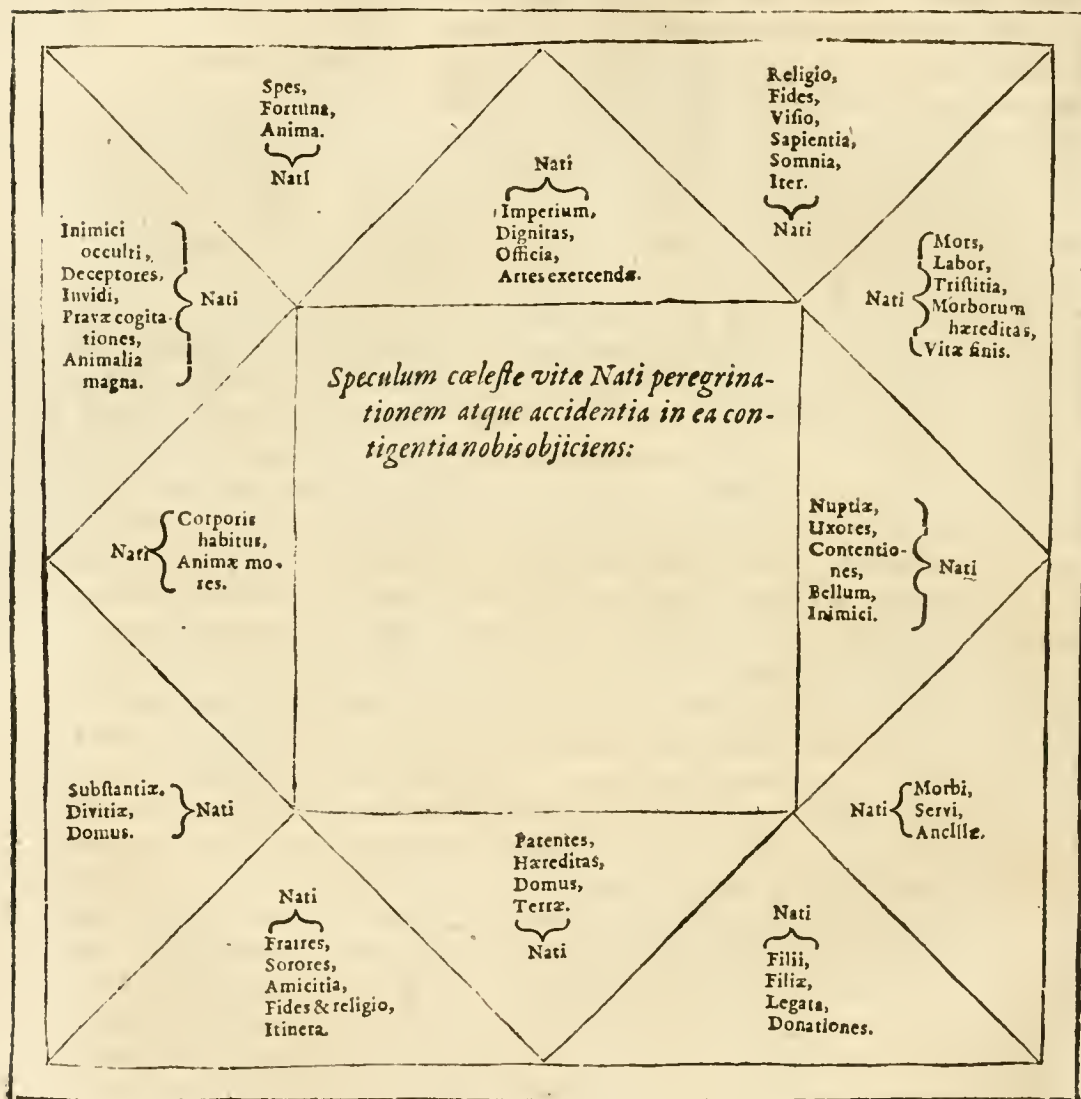 Spes,
Fortuna,
Anima.
Nati
Nati
Imperium,
Dignitas,
Officia,
Artes exercendæ.
Religio,
Fides,
Viſio,
Sapientia,
Somnia,
Iter.
Nati
Inimici
occulti,
Deceptores,
Invidi,
Pravæ cogita-
tiones,
Animalia
magna.
Nati
Nati
Mors,
Labor,
Triſtitia,
Morborum
hæreditas,
Vitæ finis.
Speculum cœleſte vitæ Nati peregrina-
tionem atque accidentia in ea con-
tigentia nobis objiciens:
Nati
Corporis
habitus,
Animæ mo-
res.
Nuptiæ,
Uxores,
Contentio-
nes,
Bellum,
Inimici.
Nati
Subſtantiæ.
Divitiæ,
Domus.
Nati
Nati
Morbi,
Servi,
Ancillæ.
Nati
Fratres,
Sorores,
Amicitia,
Fides & religio,
Itinera.
Parentes,
Hæreditas,
Domus,
Terræ.
Nati
Nati
Filii,
Filiæ,
Legata,
Donationes.